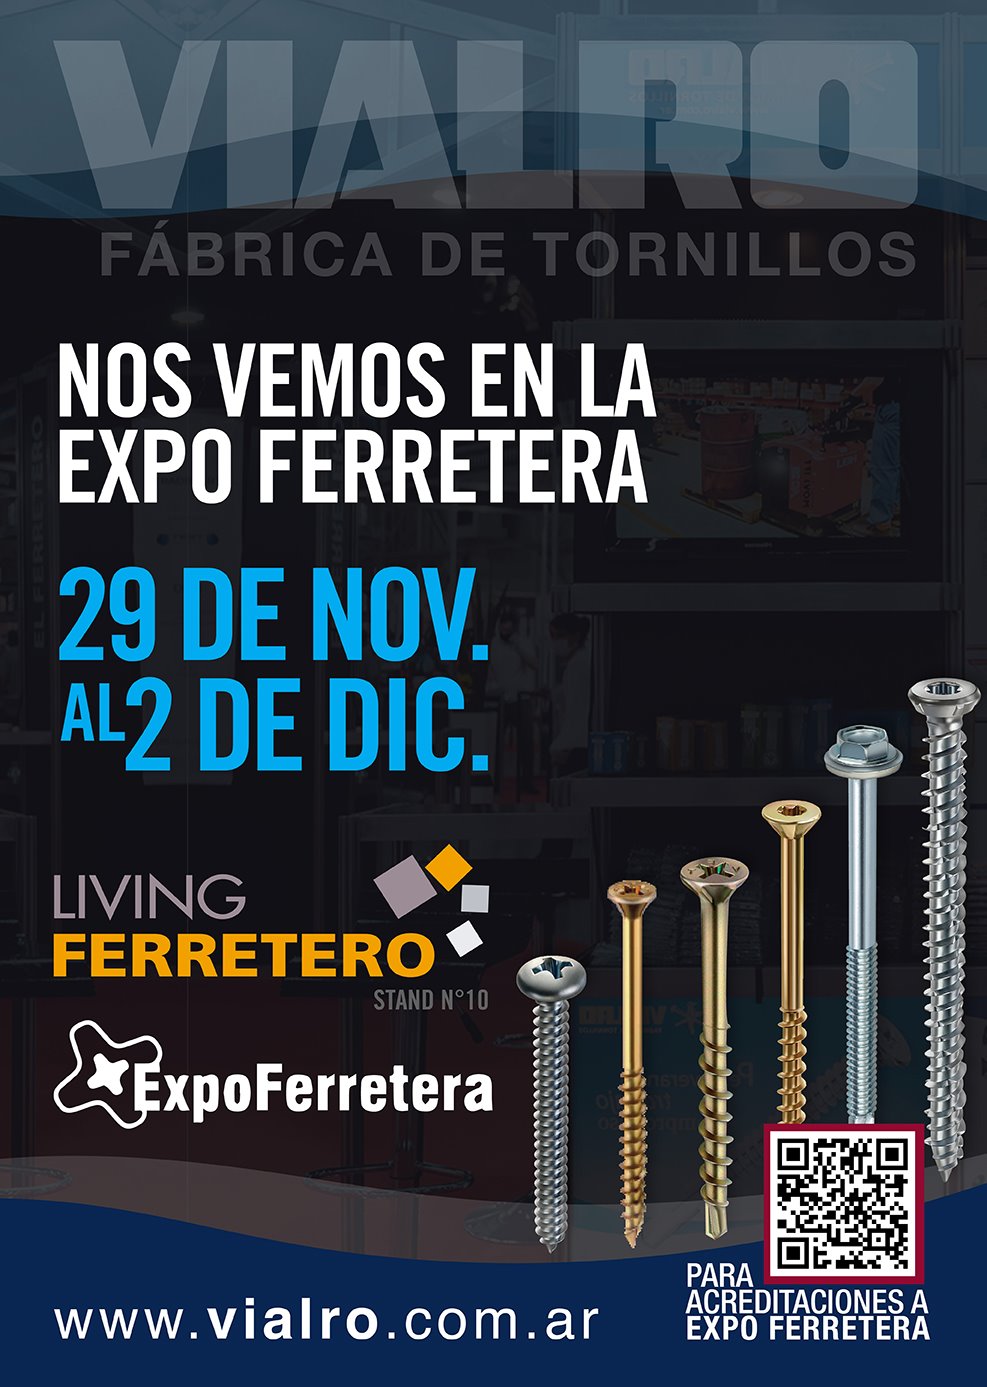 VIALRO
FÁBRICA DE TORNILLOS
NOS VEMOS EN LA
EXPO FERRETERA
29 DE NOV.
AL 2 DE DIC.
LIVING
FERRETERO
STAND N°10
ExpoFerretera
www.vialro.com.ar
PARA
ACREDITACIONES A
EXPO FERRETERA